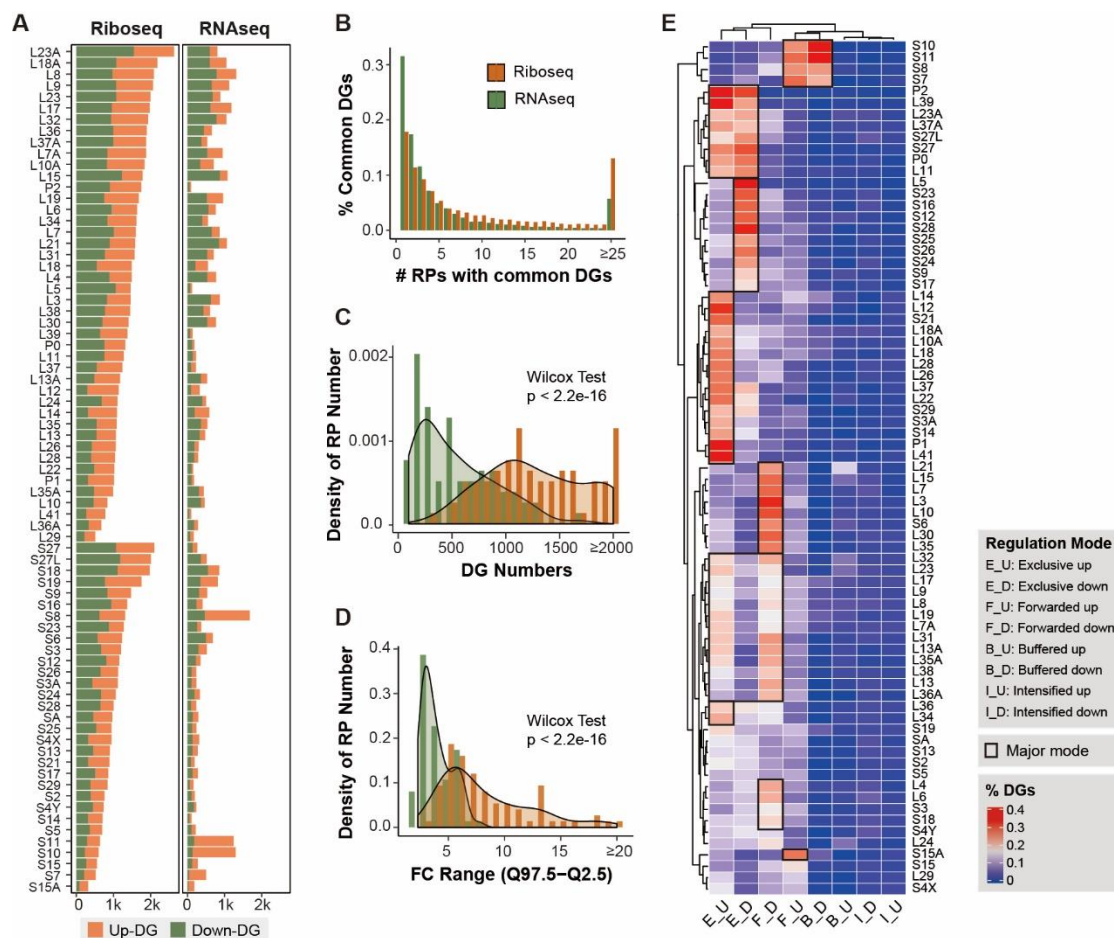 A
Riboseq
RNAseq
L23A
L18A
L8
L9
L23
L17
L32
L36
L37A
L7A
L10A
L15
P2
L19
L6
L34
L7
L21
L31
L18
L4
L5
L3
L38
L30
L39
P0
L11
L37
L13A
L12
L24
L14
L35
L13
L26
L28
L22
P1
L35A
L10
L41
L36A
L29
S27
S27L
S18
S19
S9
S16
S8
S23
S6
S3
S12
S26
S3A
S24
S28
SA
S25
S4X
S13
S21
S17
S29
S2
S4Y
S14
S5
S11
S10
S15
S7
S15A
0 1k 2k 0 1k 2k
Up-DG Down-DG
B
% Common DGs
0.3
0.2
0.1
0.0
Riboseq
RNAseq
0 5 10 15 20 ≥25
# RPs with common DGs
C
Density of RP Number
0.002
0.001
0.0
Wilcox Test
p < 2.2e-16
0 500 1000 1500 ≥2000
DG Numbers
D
Density of RP Number
0.4
0.3
0.2
0.1
0.0
Wilcox Test
p < 2.2e-16
5 10 15 ≥20
FC Range (Q97.5−Q2.5)
E
S10
S11
S8
S7
P2
L39
L23A
L37A
S27L
S27
P0
L11
L5
S23
S16
S12
S28
S25
S26
S24
S9
S17
L14
L12
S21
L18A
L10A
L18
L28
L26
L37
L22
S29
S3A
S14
P1
L41
L21
L15
L7
L3
L10
S6
L30
L35
L32
L23
L17
L9
L8
L19
L7A
L31
L13A
L35A
L38
L13
L36A
L36
L34
S19
SA
S13
S2
S5
L4
L6
S3
S18
S4Y
L24
S15A
S15
L29
S4X
E_U E_D F_D F_U B_D B_U I_D I_U
Regulation Mode
E_U: Exclusive up
E_D: Exclusive down
F_U: Forwarded up
F_D: Forwarded down
B_U: Buffered up
B_D: Buffered down
I_U: Intensified up
I_D: Intensified down
Major mode
% DGs
0.4
0.3
0.2
0.1
0